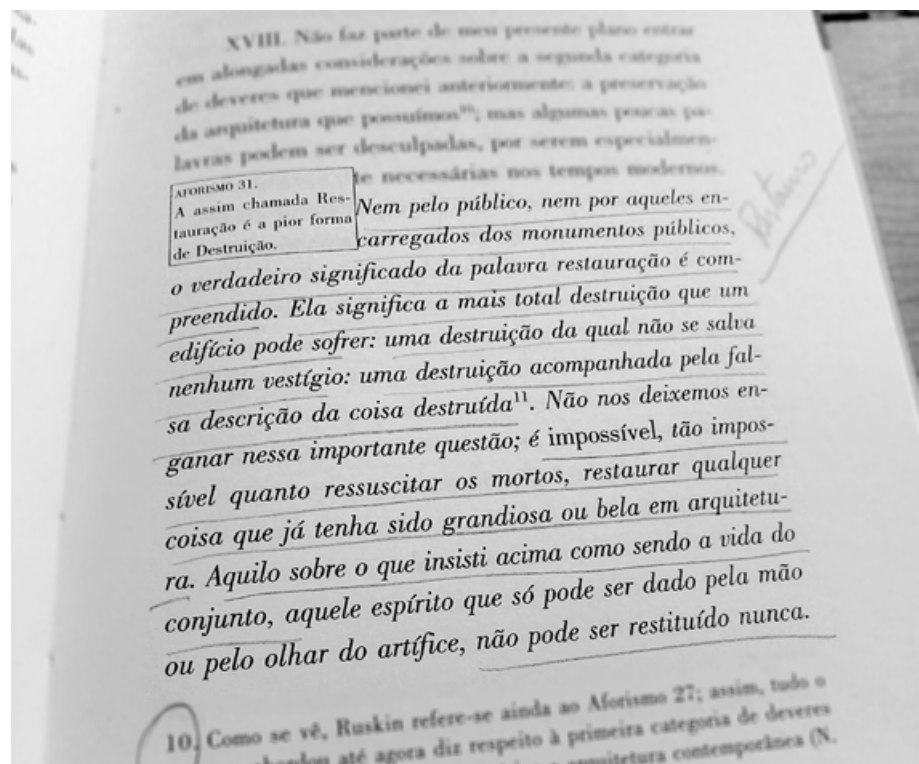 XVIII. Não faz parte de meu presente plano entrar
em alongadas considerações sobre a segunda categoria
de deveres que mencionei anteriormente: a preservação
da arquitetura que possuímos¹⁰; mas algumas poucas pa-
lavras podem ser desculpadas, por serem especialmen-
te necessárias nos tempos modernos.
AFORISMO 31.
A assim chamada Res-
tauração é a pior forma
de Destruição.
Nem pelo público, nem por aqueles en-
carregados dos monumentos públicos,
o verdadeiro significado da palavra restauração é com-
preendido. Ela significa a mais total destruição que um
edifício pode sofrer: uma destruição da qual não se salva
nenhum vestígio: uma destruição acompanhada pela fal-
sa descrição da coisa destruída¹¹. Não nos deixemos en-
ganar nessa importante questão; é impossível, tão impos-
sível quanto ressuscitar os mortos, restaurar qualquer
coisa que já tenha sido grandiosa ou bela em arquitetu-
ra. Aquilo sobre o que insisti acima como sendo a vida do
conjunto, aquele espírito que só pode ser dado pela mão
ou pelo olhar do artífice, não pode ser restituído nunca.
10. Como se vê, Ruskin refere-se ainda ao Aforismo 27; assim, tudo o
até agora diz respeito à primeira categoria de deveres
arquitetura contemporânea (N.